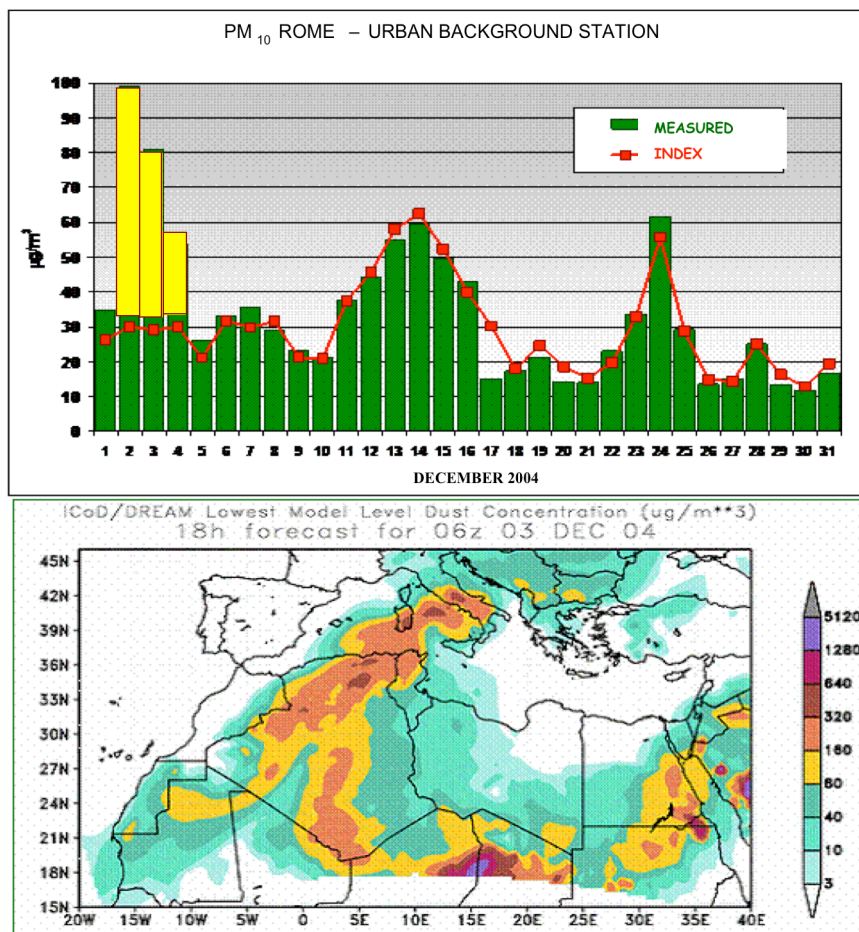 PM 10 ROME – URBAN BACKGROUND STATION
100
90
80
70
60
50
40
30
20
10
0
µg/m³
MEASURED
INDEX
1 2 3 4 5 6 7 8 9 10 11 12 13 14 15 16 17 18 19 20 21 22 23 24 25 26 27 28 29 30 31
DECEMBER 2004
ICoD/DREAM Lowest Model Level Dust Concentration (ug/m**3)
18h forecast for 06z 03 DEC 04
45N
42N
39N
36N
33N
30N
27N
24N
21N
18N
15N
20W 15W 10W 5W 0 5E 10E 15E 20E 25E 30E 35E 40E
5120
1280
640
320
160
80
40
10
3